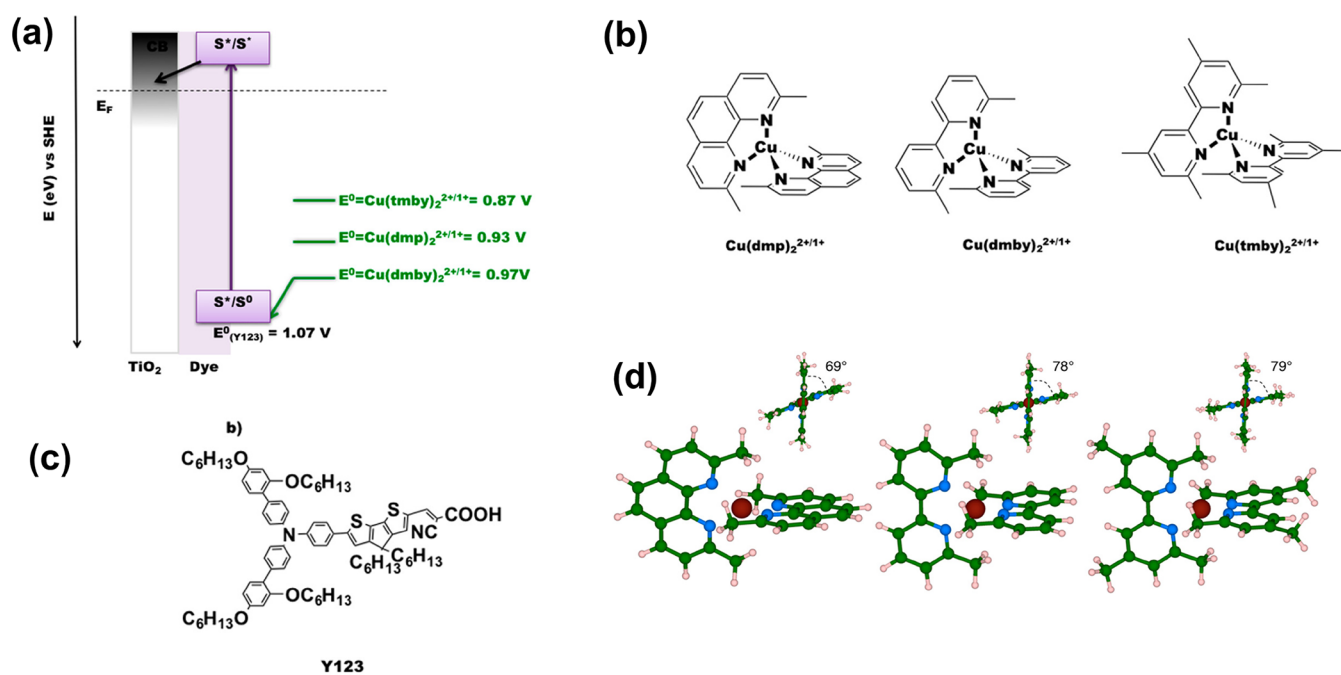 (a)
CB
S*/S•
E_F
E (eV) vs SHE
E⁰=Cu(tmby)₂²⁺/¹⁺= 0.87 V
E⁰=Cu(dmp)₂²⁺/¹⁺= 0.93 V
E⁰=Cu(dmby)₂²⁺/¹⁺= 0.97V
S*/S⁰
E⁰(Y123) = 1.07 V
TiO₂
Dye
(b)
N
N
Cu
N
N
Cu(dmp)₂²⁺/¹⁺
N
N
Cu
N
N
Cu(dmby)₂²⁺/¹⁺
N
N
Cu
N
N
Cu(tmby)₂²⁺/¹⁺
(c)
b)
C₆H₁₃O
OC₆H₁₃
N
S
S
COOH
NC
C₆H₁₃
C₆H₁₃
OC₆H₁₃
C₆H₁₃O
Y123
(d)
69°
78°
79°